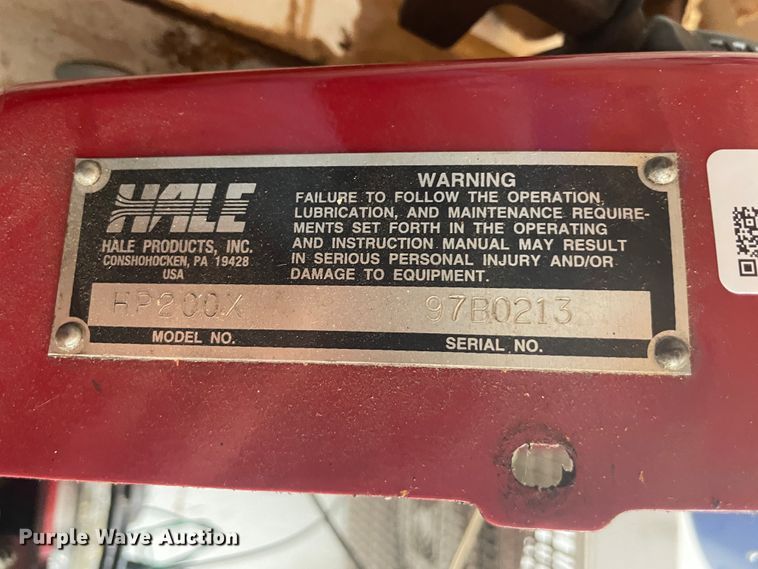 HALE
HALE PRODUCTS, INC.
CONSHOHOCKEN, PA 19428
USA
WARNING
FAILURE TO FOLLOW THE OPERATION,
LUBRICATION, AND MAINTENANCE REQUIRE-
MENTS SET FORTH IN THE OPERATING
AND INSTRUCTION MANUAL MAY RESULT
IN SERIOUS PERSONAL INJURY AND/OR
DAMAGE TO EQUIPMENT.
HP200X 97B0213
MODEL NO. SERIAL NO.
Purple Wave Auction